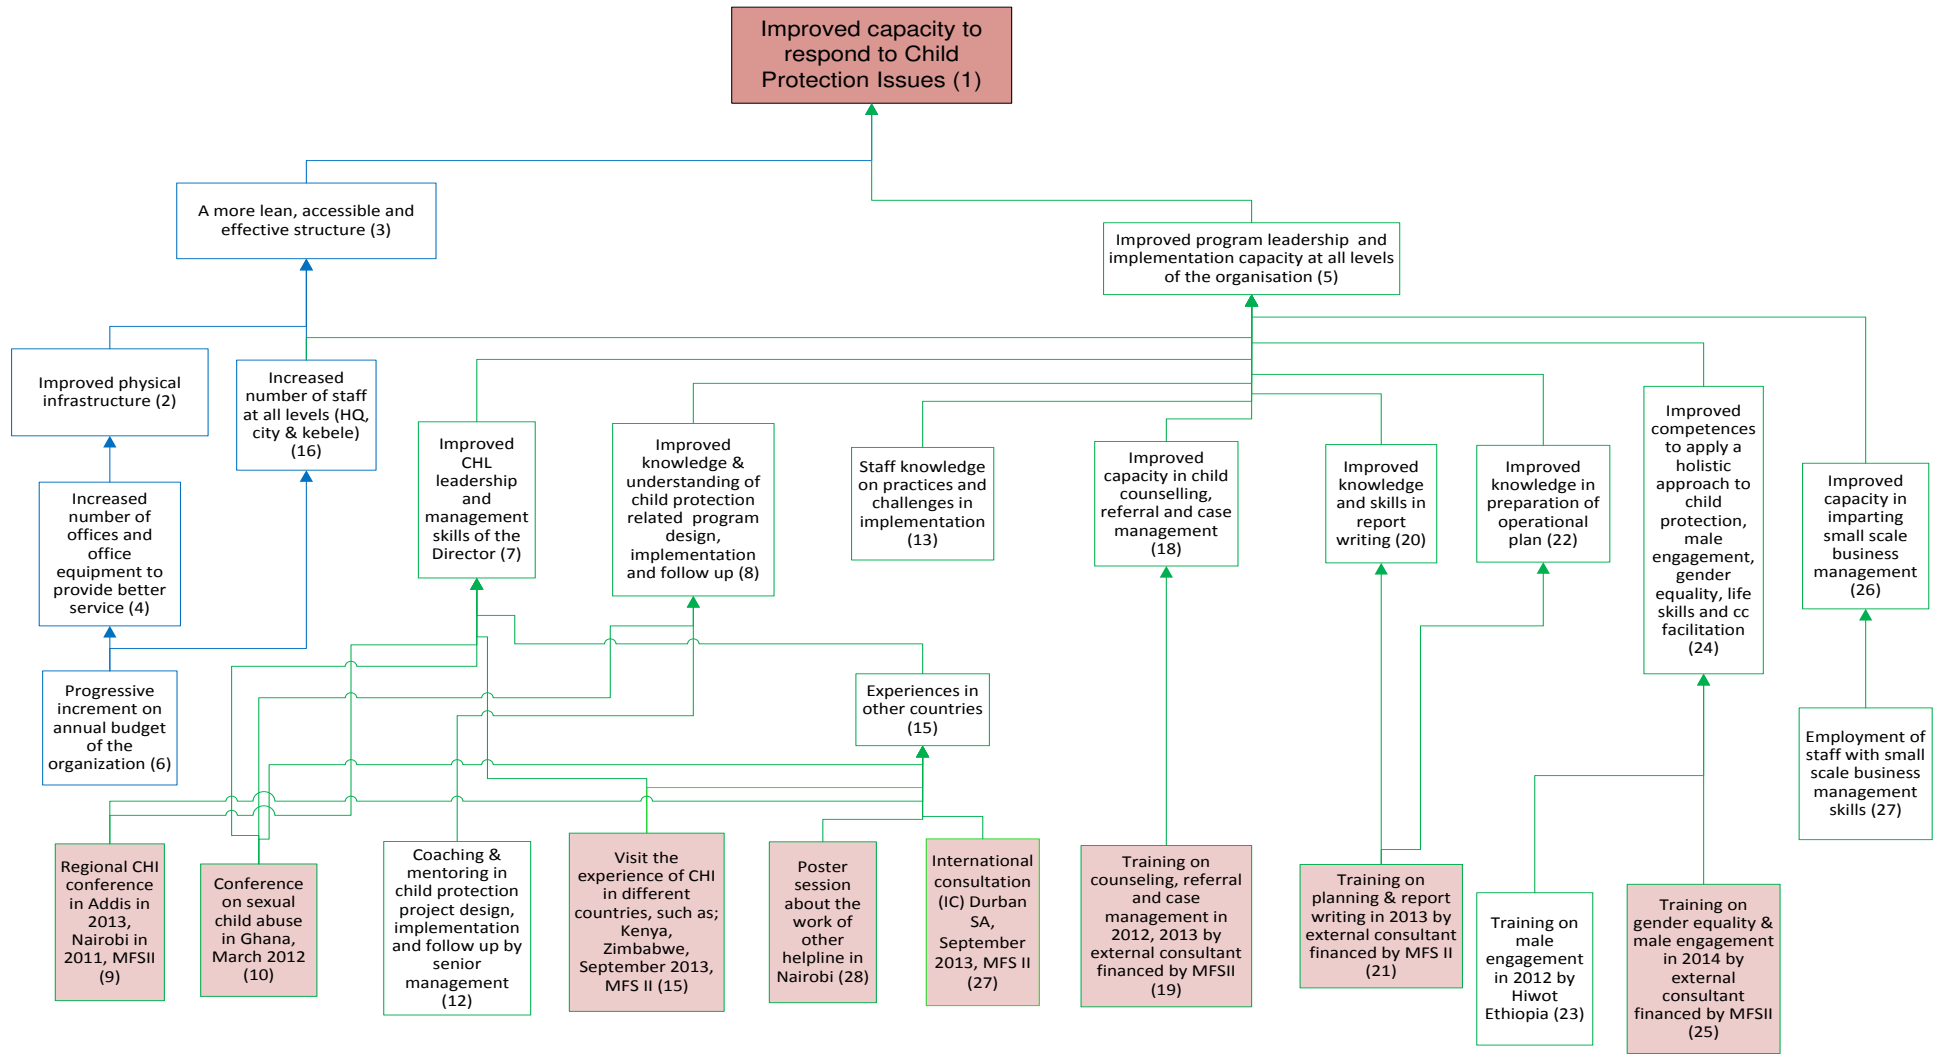 Improved capacity to
respond to Child
Protection Issues (1)
A more lean, accessible and
effective structure (3)
Improved program leadership and
implementation capacity at all levels
of the organisation (5)
Improved physical
infrastructure (2)
Increased
number of staff
at all levels (HQ,
city & kebele)
(16)
Improved
CHL
leadership
and
management
skills of the
Director (7)
Improved
knowledge &
understanding of
child protection
related program
design,
implementation
and follow up (8)
Staff knowledge
on practices and
challenges in
implementation
(13)
Improved
capacity in child
counselling,
referral and case
management
(18)
Improved
knowledge
and skills in
report
writing (20)
Improved
knowledge in
preparation of
operational
plan (22)
Improved
competences
to apply a
holistic
approach to
child
protection,
male
engagement,
gender
equality, life
skills and cc
facilitation
(24)
Improved
capacity in
imparting
small scale
business
management
(26)
Increased
number of
offices and
office
equipment to
provide better
service (4)
Progressive
increment on
annual budget
of the
organization (6)
Experiences in
other countries
(15)
Employment of
staff with small
scale business
management
skills (27)
Regional CHI
conference
in Addis in
2013,
Nairobi in
2011, MFSII
(9)
Conference
on sexual
child abuse
in Ghana,
March 2012
(10)
Coaching &
mentoring in
child protection
project design,
implementation
and follow up by
senior
management
(12)
Visit the
experience of CHI
in different
countries, such as;
Kenya,
Zimbabwe,
September 2013,
MFS II (15)
Poster
session
about the
work of
other
helpline in
Nairobi (28)
International
consultation
(IC) Durban
SA,
September
2013, MFS II
(27)
Training on
counseling, referral
and case
management in
2012, 2013 by
external consultant
financed by MFSII
(19)
Training on
planning & report
writing in 2013 by
external consultant
financed by MFS II
(21)
Training on
male
engagement
in 2012 by
Hiwot
Ethiopia (23)
Training on
gender equality &
male engagement
in 2014 by
external
consultant
financed by MFSII
(25)